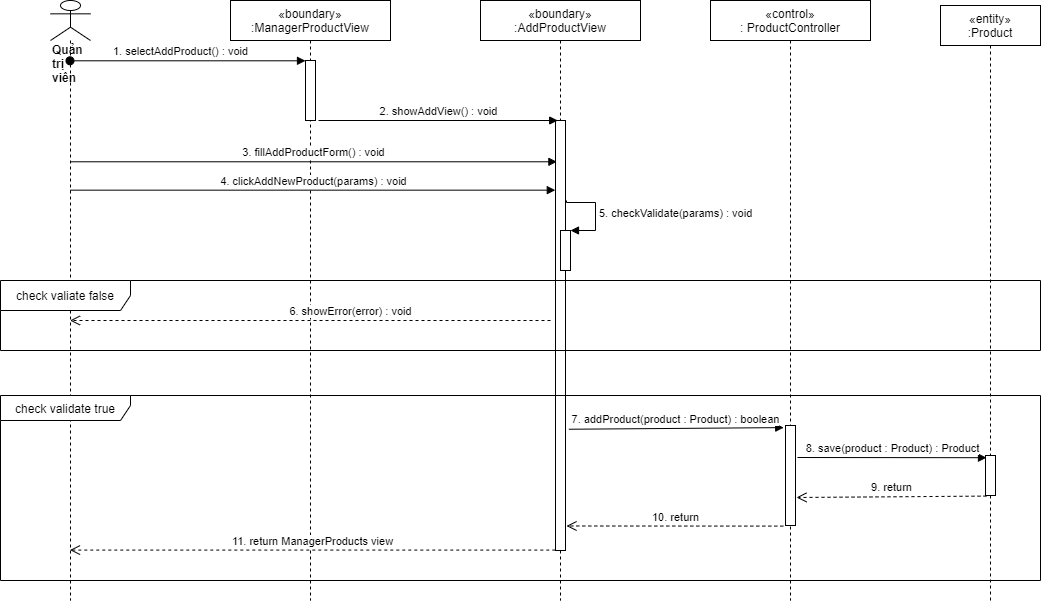 «boundary»
:ManagerProductView
«boundary»
:AddProductView
«control»
: ProductController
«entity»
:Product
Quản
trị
viên
1. selectAddProduct() : void
2. showAddView() : void
3. fillAddProductForm() : void
4. clickAddNewProduct(params) : void
5. checkValidate(params) : void
check valiate false
6. showError(error) : void
check validate true
7. addProduct(product : Product) : boolean
8. save(product : Product) : Product
9. return
10. return
11. return ManagerProducts view